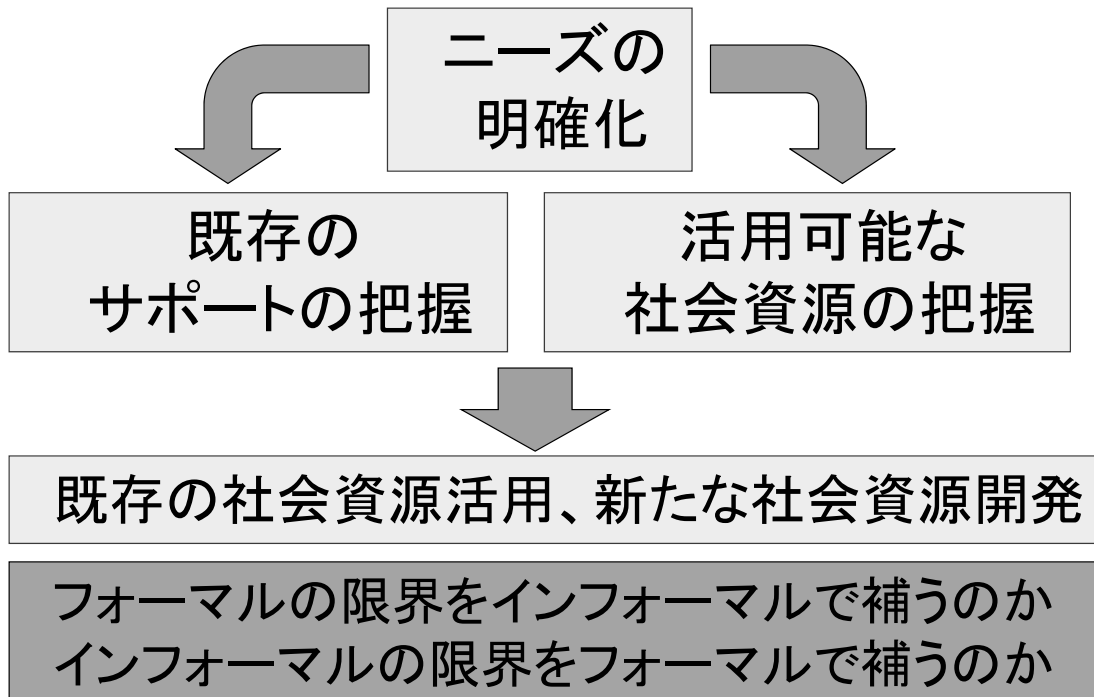 ニーズの
明確化
既存の
サポートの把握
活用可能な
社会資源の把握
既存の社会資源活用、新たな社会資源開発
フォーマルの限界をインフォーマルで補うのか
インフォーマルの限界をフォーマルで補うのか